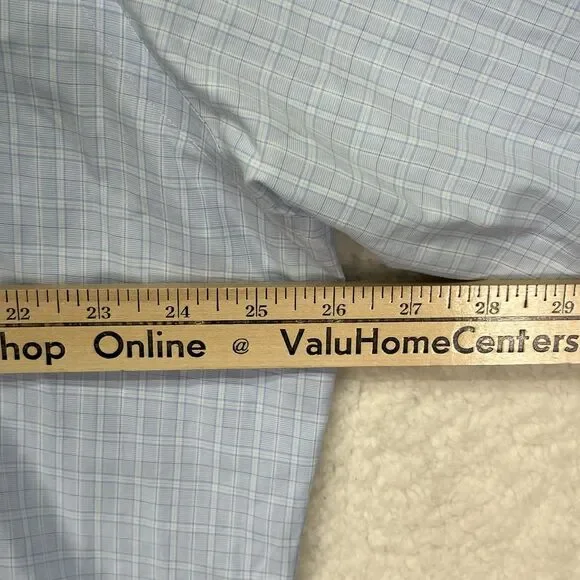 22 23 24 25 26 27 28 29
hop Online @ ValuHomeCenters